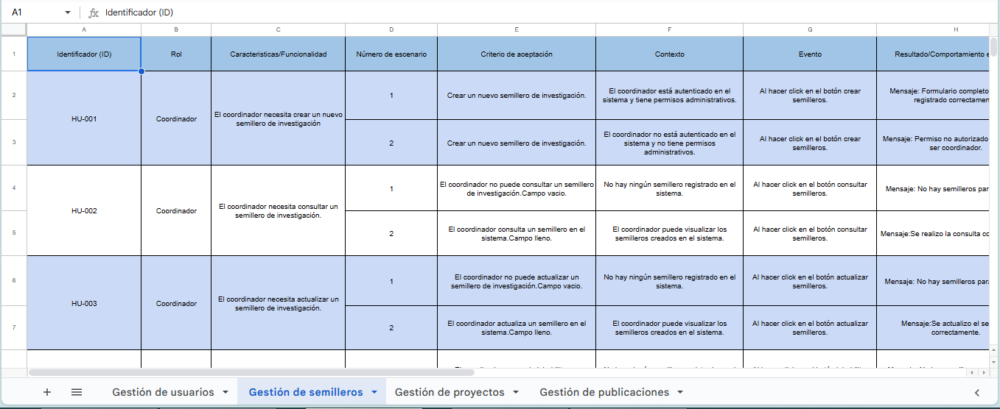 A1
fx Identificador (ID)
A B C D E F G H
1 Identificador (ID) Rol Caracteristicas/Funcionalidad Número de escenario Criterio de aceptación Contexto Evento Resultado/Comportamiento e
2
HU-001
Coordinador
El coordinador necesita crear un nuevo
semillero de investigación
1
Crear un nuevo semillero de investigación.
El coordinador está autenticado en el
sistema y tiene permisos administrativos.
Al hacer click en el botón crear
semilleros.
Mensaje: Formulario completo
registrado correctamen
3
2
Crear un nuevo semillero de investigación.
El coordinador no está autenticado en el
sistema y no tiene permisos
administrativos.
Al hacer click en el botón crear
semilleros.
Mensaje: Permiso no autorizado
ser coordinador.
4
HU-002
Coordinador
El coordinador necesita consultar un
semillero de investigación.
1
El coordinador no puede consultar un semillero
de investigación.Campo vacio.
No hay ningún semillero registrado en el
sistema.
Al hacer click en el botón consultar
semilleros.
Mensaje: No hay semilleros par
5
2
El coordinador consulta un semillero en el
sistema.Campo lleno.
El coordinador puede visualizar los
semilleros creados en el sistema.
Al hacer click en el botón consultar
semilleros.
Mensaje:Se realizo la consulta co
6
HU-003
Coordinador
El coordinador necesita actualizar un
semillero de investigación.
1
El coordinador no puede actualizar un
semillero de investigación.Campo vacio.
No hay ningún semillero registrado en el
sistema.
Al hacer click en el botón actualizar
semilleros.
Mensaje: No hay semilleros par
7
2
El coordinador actualiza un semillero en el
sistema.Campo lleno.
El coordinador puede visualizar los
semilleros creados en el sistema.
Al hacer click en el botón actualizar
semilleros.
Mensaje:Se actualizo el se
correctamente.
Gestión de usuarios Gestión de semilleros Gestión de proyectos Gestión de publicaciones